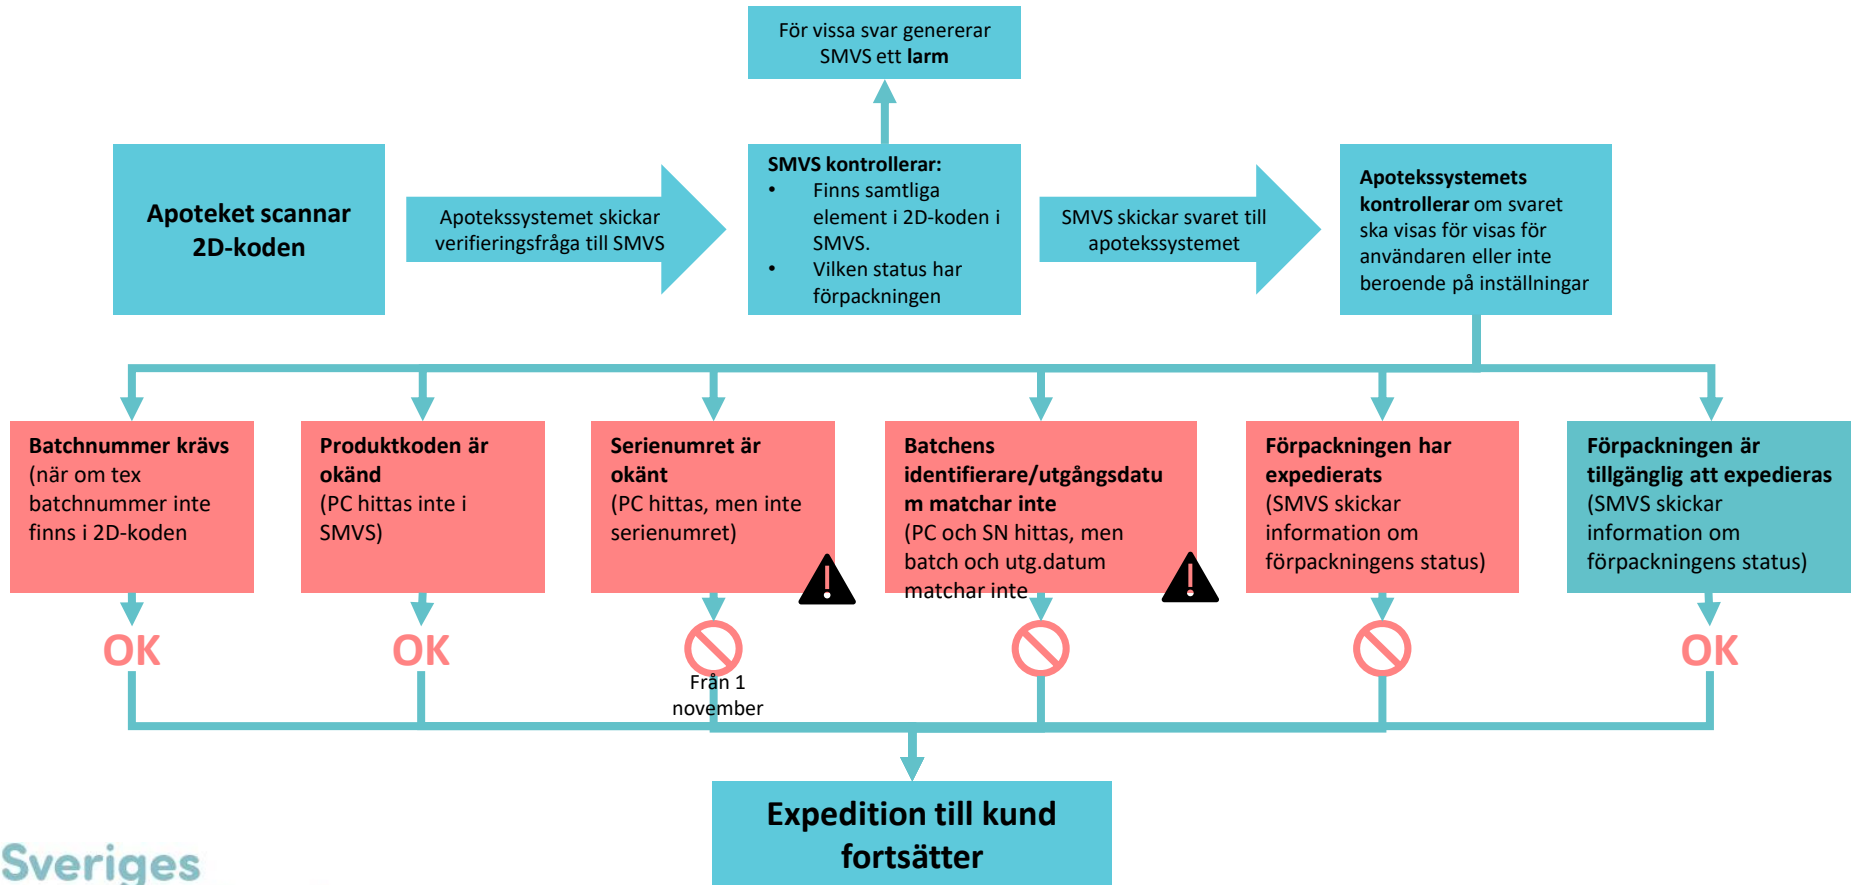 För vissa svar genererar
SMVS ett larm
Apoteket scannar
2D-koden
Apotekssystemet skickar
verifieringsfråga till SMVS
SMVS kontrollerar:
• Finns samtliga
element i 2D-koden i
SMVS.
• Vilken status har
förpackningen
SMVS skickar svaret till
apotekssystemet
Apotekssystemets
kontrollerar om svaret
ska visas för visas för
användaren eller inte
beroende på inställningar
Batchnummer krävs
(när om tex
batchnummer inte
finns i 2D-koden
Produktkoden är
okänd
(PC hittas inte i
SMVS)
Serienumret är
okänt
(PC hittas, men inte
serienumret)
Batchens
identifierare/utgångsdatu
m matchar inte
(PC och SN hittas, men
batch och utg.datum
matchar inte
Förpackningen har
expedierats
(SMVS skickar
information om
förpackningens status)
Förpackningen är
tillgänglig att expedieras
(SMVS skickar
information om
förpackningens status)
OK
OK
Från 1
november
OK
Expedition till kund
fortsätter
Sveriges